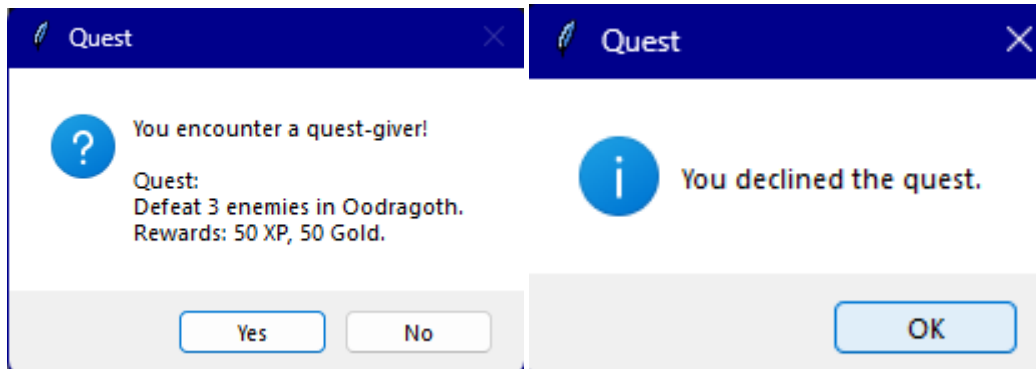 Quest
You encounter a quest-giver!
Quest:
Defeat 3 enemies in Oodragoth.
Rewards: 50 XP, 50 Gold.
Yes
No
Quest
You declined the quest.
OK